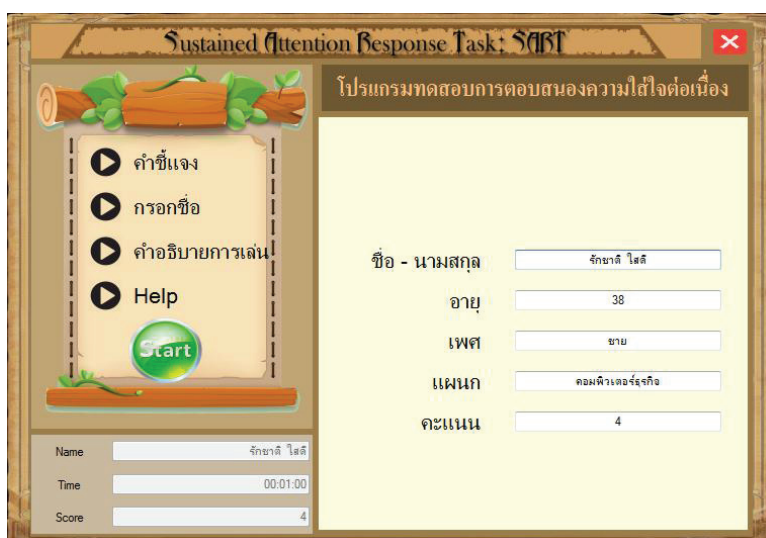 Sustained Attention Response Task: SART
โปรแกรมทดสอบการตอบสนองความใส่ใจต่อเนื่อง
คำชี้แจง
กรอกชื่อ
คำอธิบายการเล่น
Help
Start
ชื่อ - นามสกุล รักชาติ ใสดี
อายุ 38
เพศ ชาย
แผนก คอมพิวเตอร์ธุรกิจ
คะแนน 4
Name รักชาติ ใสดี
Time 00:01:00
Score 4